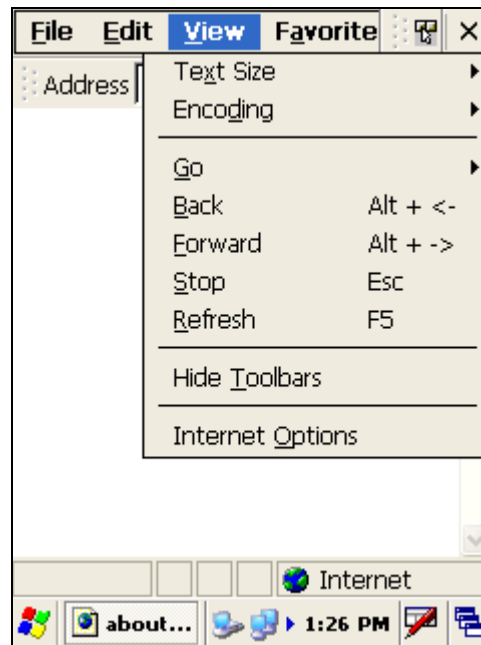 File Edit View Favorite
Address
Text Size
Encoding
Go
Back Alt + <-
Forward Alt + ->
Stop Esc
Refresh F5
Hide Toolbars
Internet Options
Internet
about... 1:26 PM